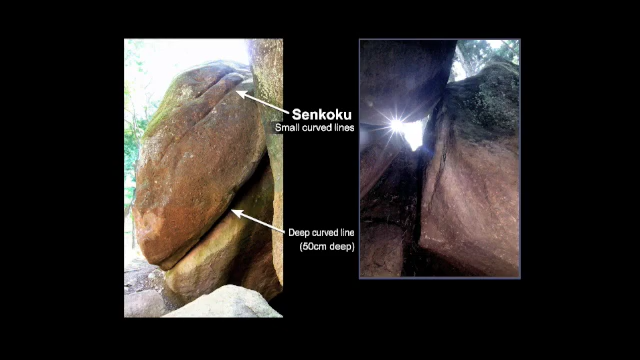 Senkoku
Small curved lines
Deep curved line
(50cm deep)